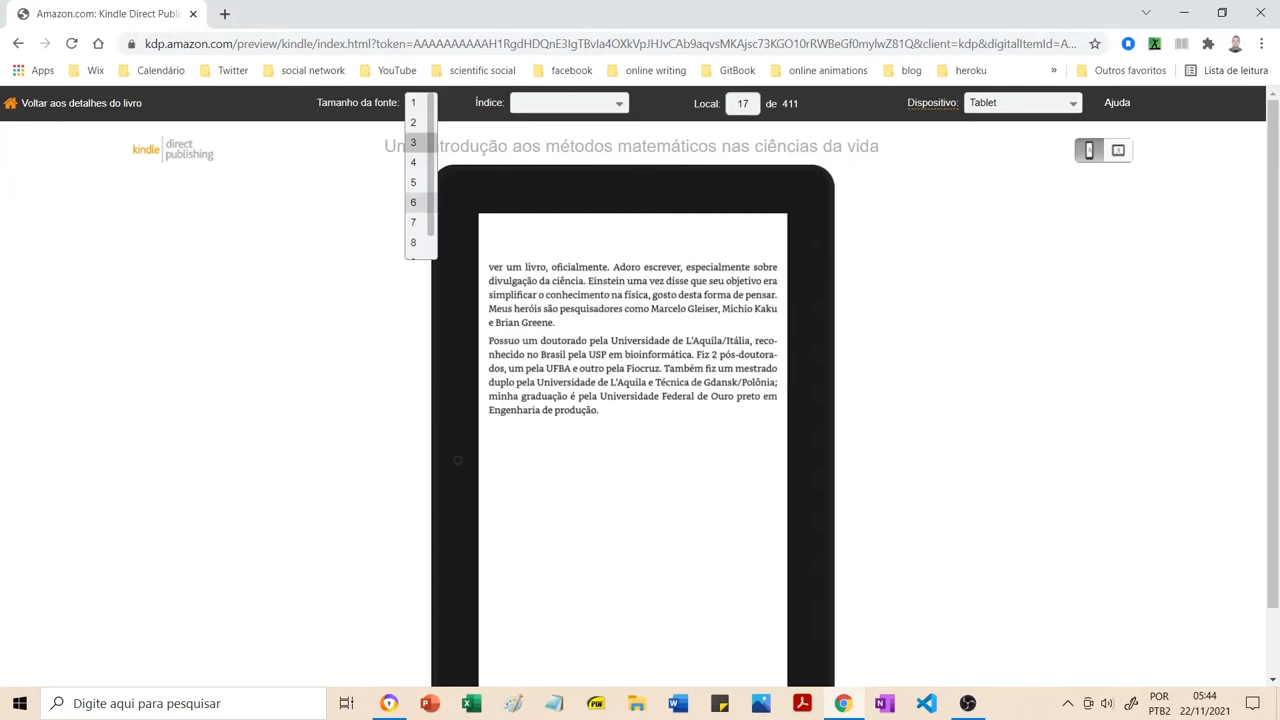 Amazon.com: Kindle Direct Publi
kdp.amazon.com/preview/kindle/index.html?token=AAAAAAAAAH1RgdHDQnE3IgTBvIa4OXkVpJHJvCAb9aqvsMKAjsc73KGO10rRWBeGf0mylwZ81Q&client=kdp&digitalItemId=A...
Apps Wix Calendário Twitter social network YouTube scientific social facebook online writing GitBook online animations blog heroku » Outros favoritos Lista de leitura
Voltar aos detalhes do livro Tamanho da fonte: 1 Índice: Local: 17 de 411 Dispositivo: Tablet Ajuda
2
3
4
5
6
7
8
kindle direct publishing
Um introdução aos métodos matemáticos nas ciências da vida
ver um livro, oficialmente. Adoro escrever, especialmente sobre
divulgação da ciência. Einstein uma vez disse que seu objetivo era
simplificar o conhecimento na física, gosto desta forma de pensar.
Meus heróis são pesquisadores como Marcelo Gleiser, Michio Kaku
e Brian Greene.
Possuo um doutorado pela Universidade de L'Aquila/Itália, reco-
nhecido no Brasil pela USP em bioinformática. Fiz 2 pós-doutora-
dos, um pela UFBA e outro pela Fiocruz. Também fiz um mestrado
duplo pela Universidade de L'Aquila e Técnica de Gdansk/Polônia;
minha graduação é pela Universidade Federal de Ouro preto em
Engenharia de produção.
Digite aqui para pesquisar
POR
PTB2
05:44
22/11/2021